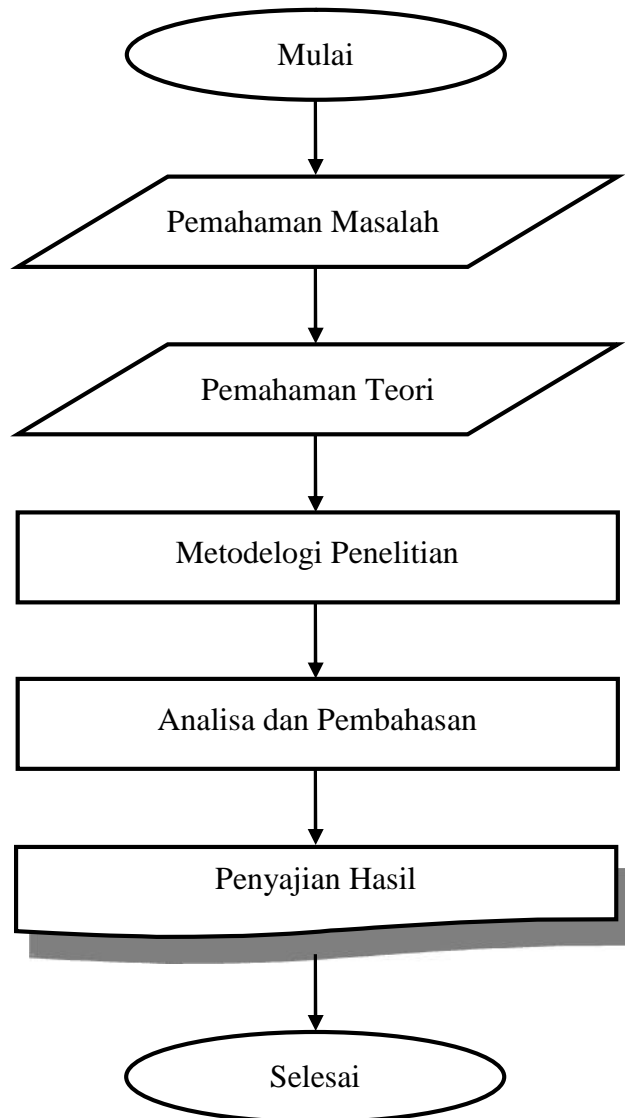 Mulai
Pemahaman Masalah
Pemahaman Teori
Metodelogi Penelitian
Analisa dan Pembahasan
Penyajian Hasil
Selesai